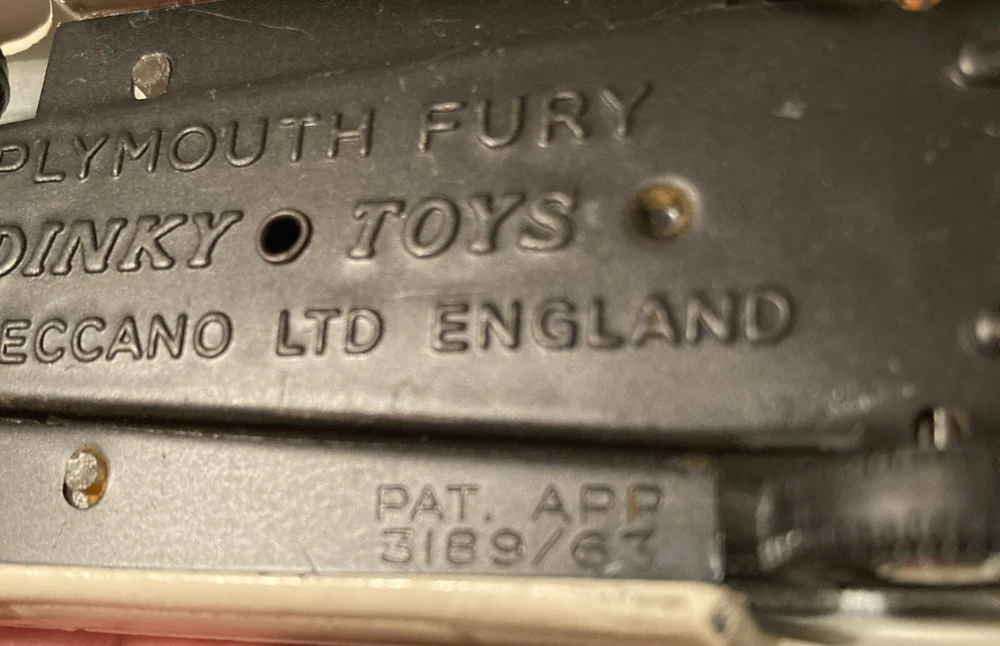 PLYMOUTH FURY
DINKY TOYS
ECCANO LTD ENGLAND
PAT. APP
3189/63